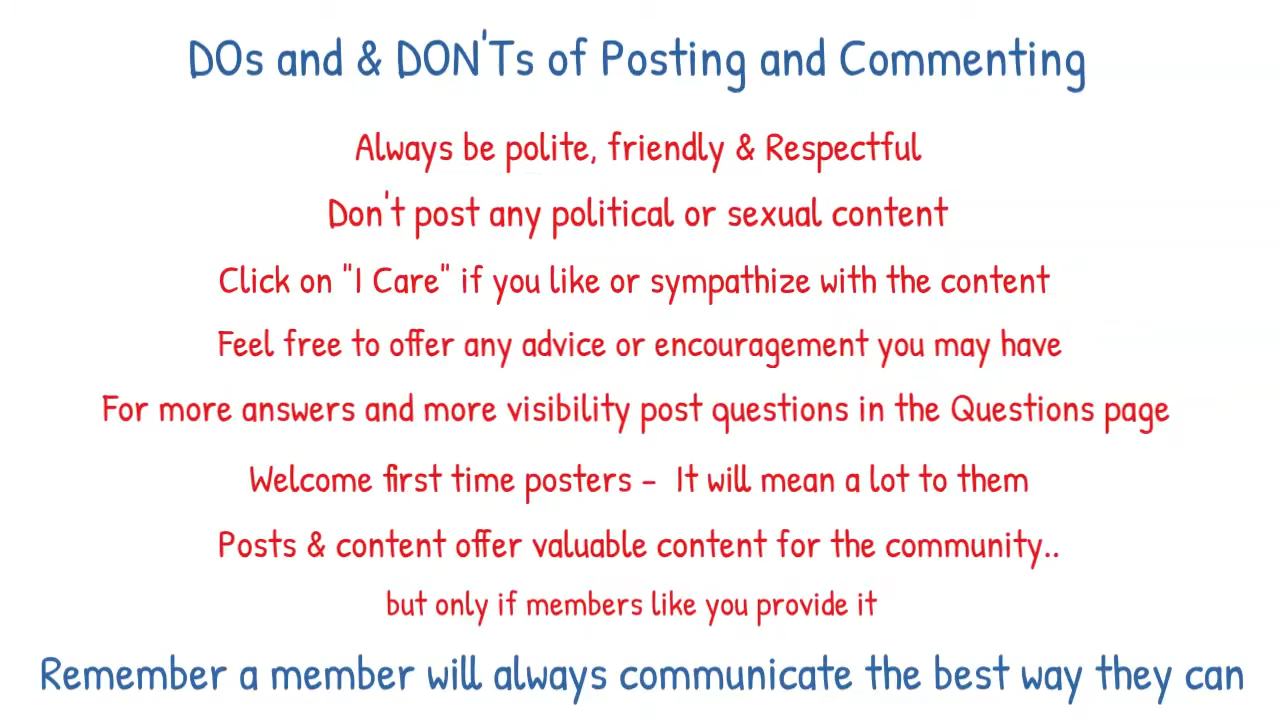 DOs and & DON'Ts of Posting and Commenting
Always be polite, friendly & Respectful
Don't post any political or sexual content
Click on "I Care" if you like or sympathize with the content
Feel free to offer any advice or encouragement you may have
For more answers and more visibility post questions in the Questions page
Welcome first time posters - It will mean a lot to them
Posts & content offer valuable content for the community..
but only if members like you provide it
Remember a member will always communicate the best way they can